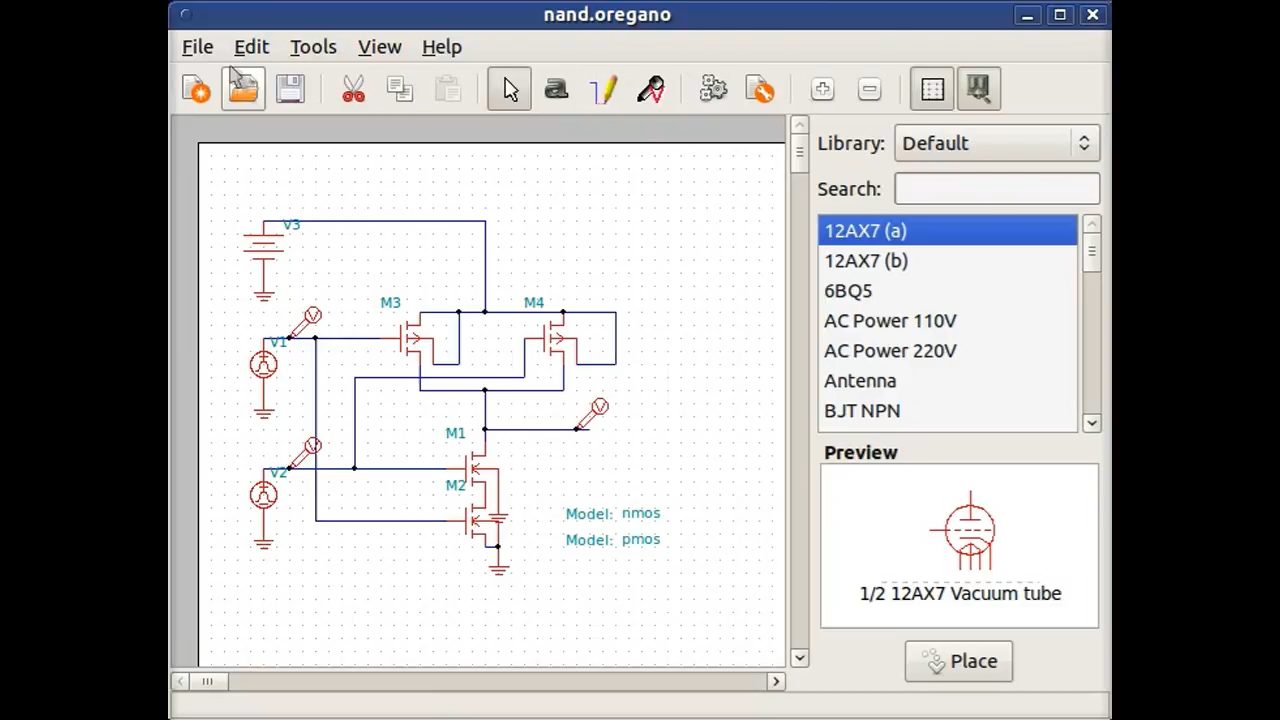 nand.oregano
File Edit Tools View Help
a
Library: Default
Search:
12AX7 (a)
12AX7 (b)
6BQ5
AC Power 110V
AC Power 220V
Antenna
BJT NPN
Preview
1/2 12AX7 Vacuum tube
Place
V3
M3 M4
V
V1
V
M1
V
V2
M2
Model: nmos
Model: pmos